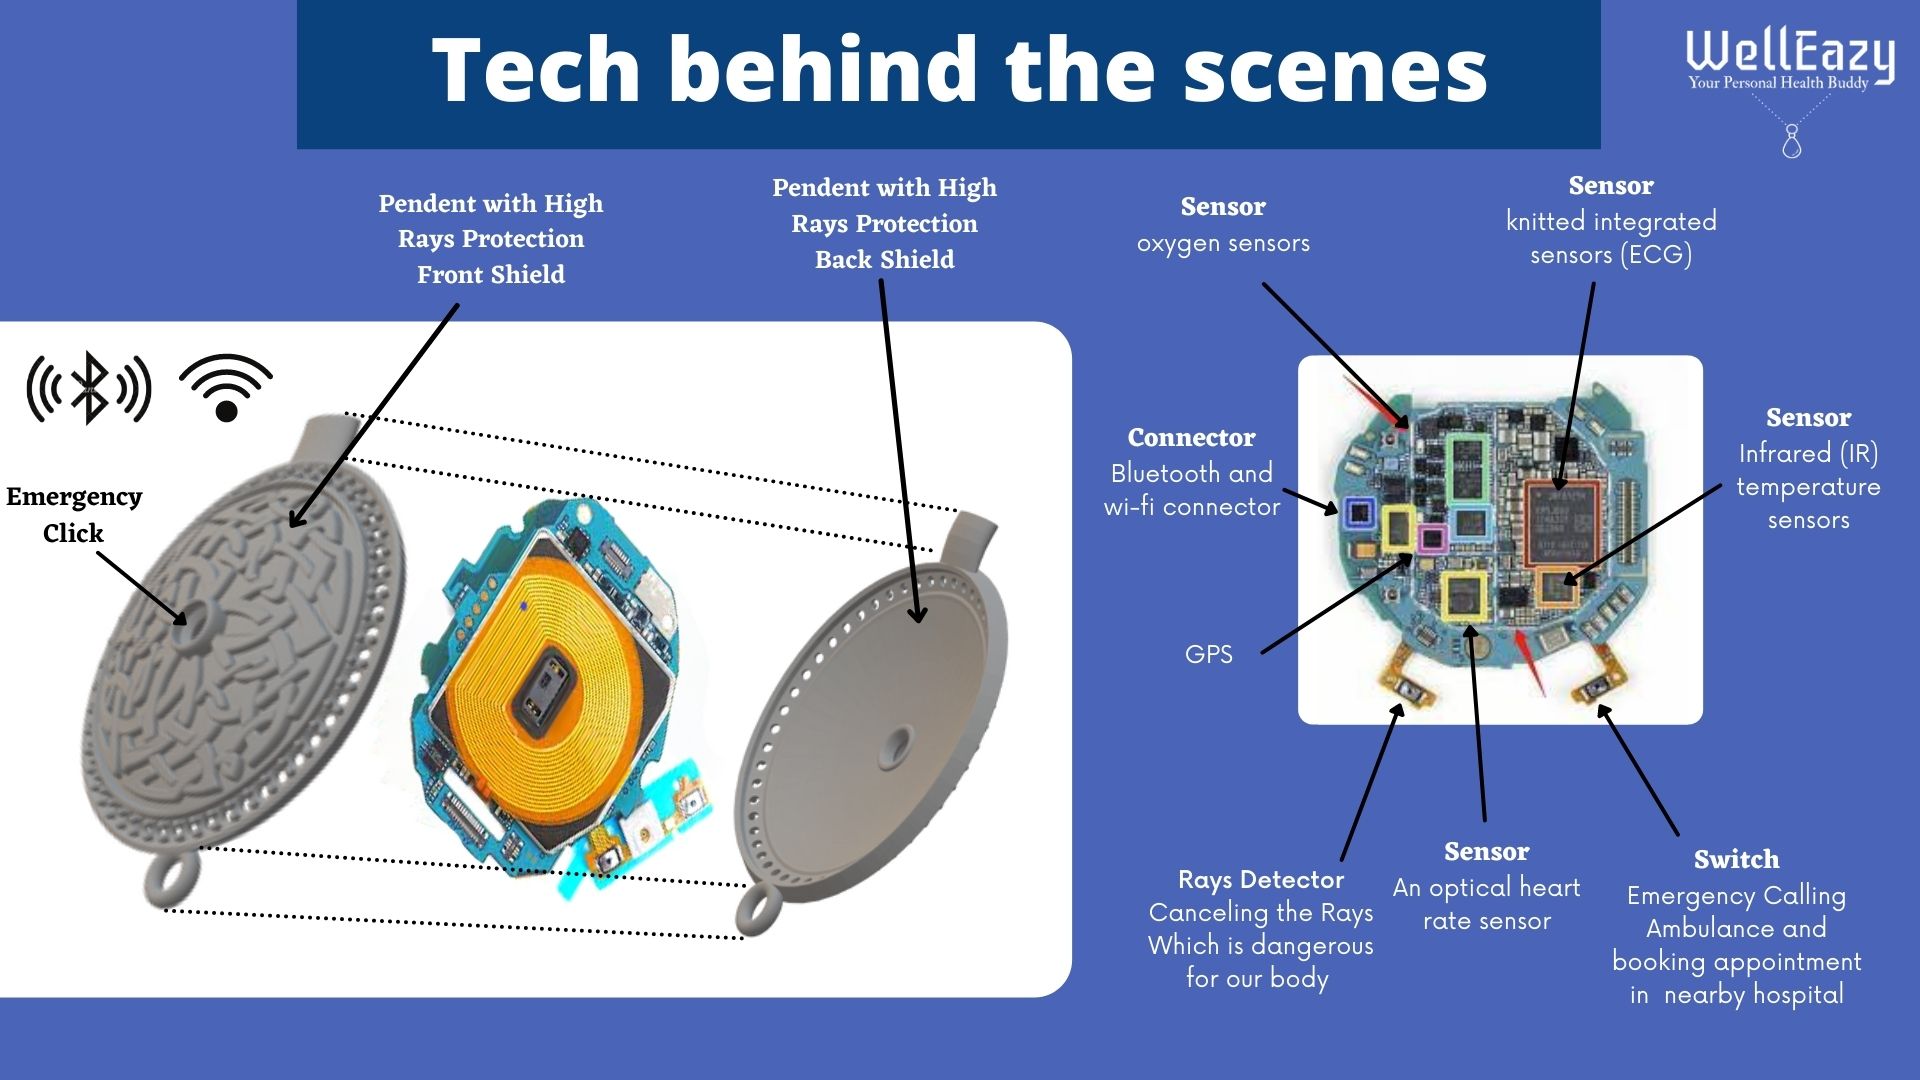 Tech behind the scenes
WellEazy
Your Personal Health Buddy
Pendent with High
Rays Protection
Front Shield
Pendent with High
Rays Protection
Back Shield
Sensor
oxygen sensors
Sensor
knitted integrated
sensors (ECG)
Emergency
Click
Connector
Bluetooth and
wi-fi connector
Sensor
Infrared (IR)
temperature
sensors
GPS
Rays Detector
Canceling the Rays
Which is dangerous
for our body
Sensor
An optical heart
rate sensor
Switch
Emergency Calling
Ambulance and
booking appointment
in nearby hospital